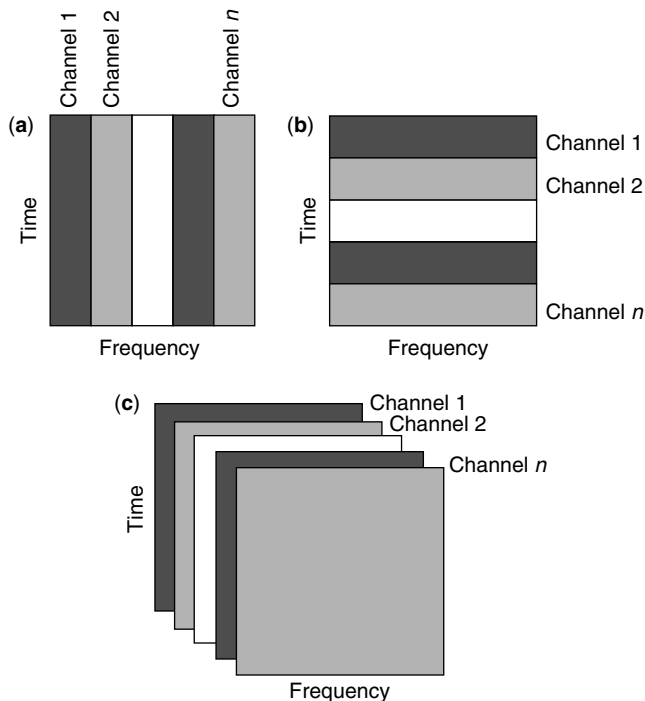 Channel 1
Channel 2
Channel n
(a)
Time
Frequency
(b)
Channel 1
Channel 2
Time
Channel n
Frequency
(c)
Channel 1
Channel 2
Channel n
Time
Frequency